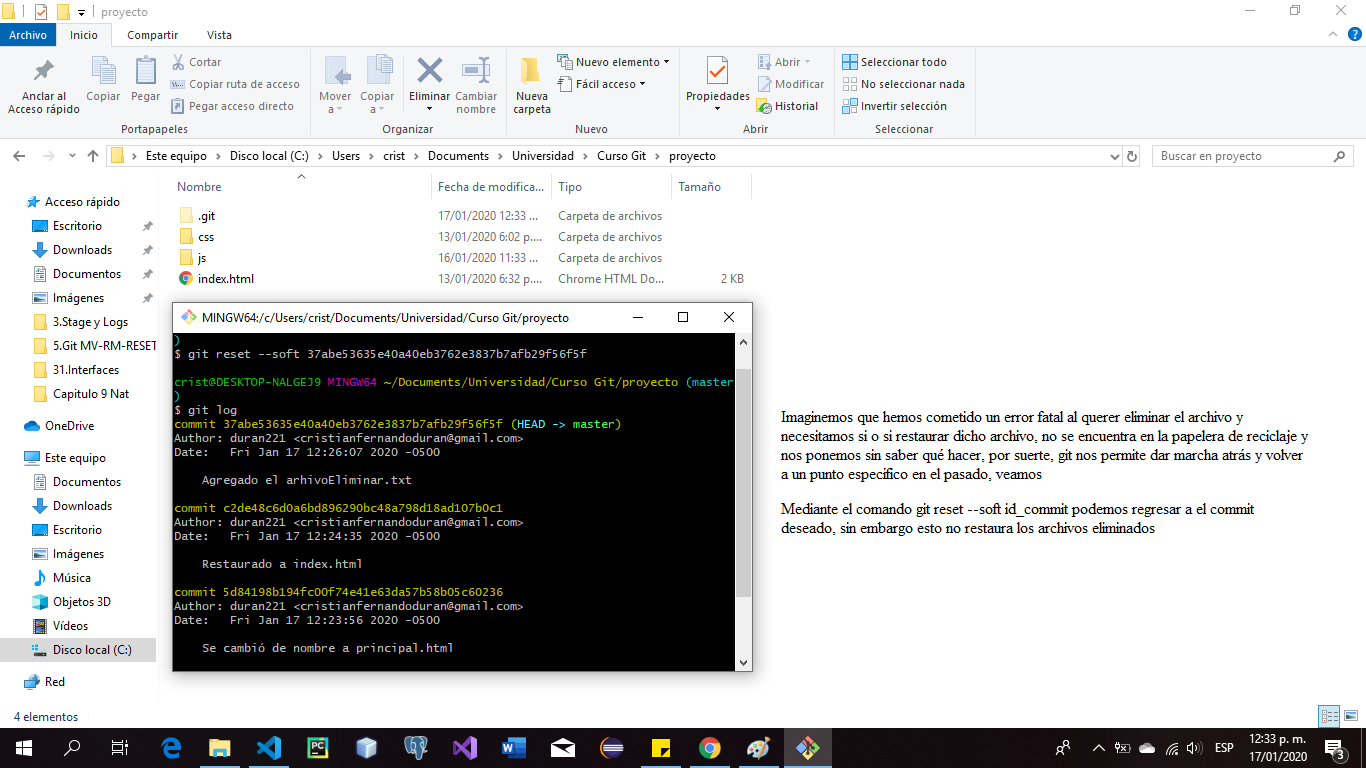 proyecto
Archivo Inicio Compartir Vista
Anclar al Acceso rápido
Copiar
Pegar
Cortar
Copiar ruta de acceso
Pegar acceso directo
Portapapeles
Mover a
Copiar a
Eliminar
Cambiar nombre
Organizar
Nueva carpeta
Nuevo elemento
Fácil acceso
Nuevo
Propiedades
Abrir
Modificar
Historial
Abrir
Seleccionar todo
No seleccionar nada
Invertir selección
Seleccionar
Este equipo > Disco local (C:) > Users > crist > Documents > Universidad > Curso Git > proyecto
Buscar en proyecto
Acceso rápido
Escritorio
Downloads
Documentos
Imágenes
3.Stage y Logs
5.Git MV-RM-RESET
31.Interfaces
Capitulo 9 Nat
OneDrive
Este equipo
Documentos
Downloads
Escritorio
Imágenes
Música
Objetos 3D
Vídeos
Disco local (C:)
Red
Nombre Fecha de modifica... Tipo Tamaño
.git 17/01/2020 12:33 ... Carpeta de archivos
css 13/01/2020 6:02 p.... Carpeta de archivos
js 16/01/2020 11:33 ... Carpeta de archivos
index.html 13/01/2020 6:32 p.... Chrome HTML Do... 2 KB
MINGW64:/c/Users/crist/Documents/Universidad/Curso Git/proyecto
)
$ git reset --soft 37abe53635e40a40eb3762e3837b7afb29f56f5f
crist@DESKTOP-NALGEJ9 MINGW64 ~/Documents/Universidad/Curso Git/proyecto (master
)
$ git log
commit 37abe53635e40a40eb3762e3837b7afb29f56f5f (HEAD -> master)
Author: duran221 <cristianfernandoduran@gmail.com>
Date:   Fri Jan 17 12:26:07 2020 -0500
Agregado el arhivoEliminar.txt
commit c2de48c6d0a6bd896290bc48a798d18ad107b0c1
Author: duran221 <cristianfernandoduran@gmail.com>
Date:   Fri Jan 17 12:24:35 2020 -0500
Restaurado a index.html
commit 5d84198b194fc00f74e41e63da57b58b05c60236
Author: duran221 <cristianfernandoduran@gmail.com>
Date:   Fri Jan 17 12:23:56 2020 -0500
Se cambió de nombre a principal.html
Imaginemos que hemos cometido un error fatal al querer eliminar el archivo y
necesitamos si o si restaurar dicho archivo, no se encuentra en la papelera de reciclaje y
nos ponemos sin saber qué hacer, por suerte, git nos permite dar marcha atrás y volver
a un punto específico en el pasado, veamos
Mediante el comando git reset --soft id_commit podemos regresar a el commit
deseado, sin embargo esto no restaura los archivos eliminados
4 elementos
ESP
12:33 p. m.
17/01/2020
3